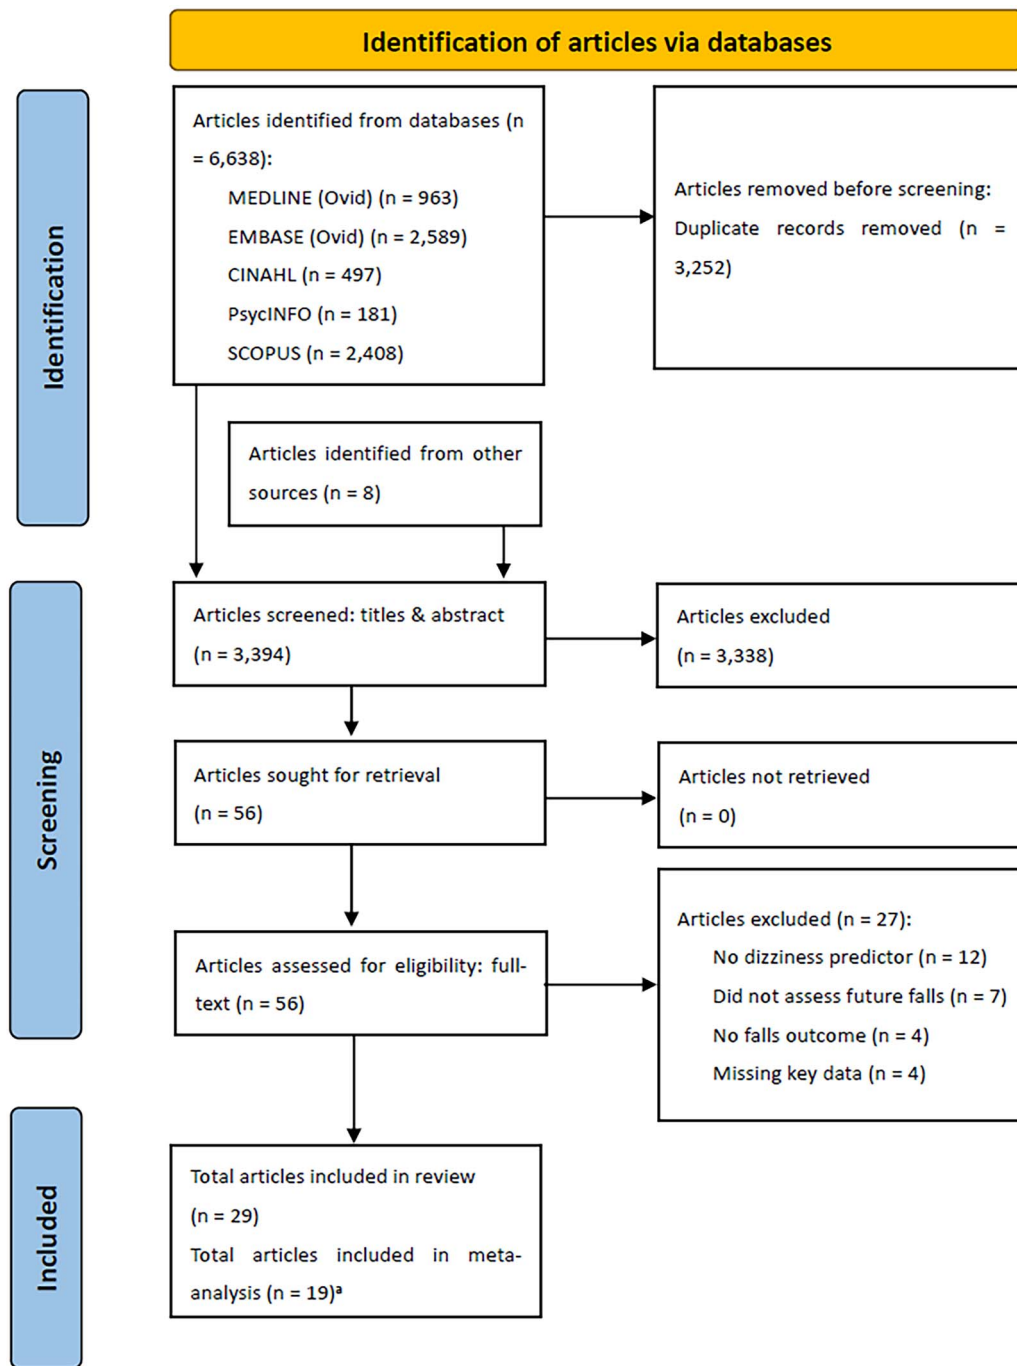 Identification of articles via databases
Identification
Articles identified from databases (n
= 6,638):
MEDLINE (Ovid) (n = 963)
EMBASE (Ovid) (n = 2,589)
CINAHL (n = 497)
PsycINFO (n = 181)
SCOPUS (n = 2,408)
Articles removed before screening:
Duplicate records removed (n =
3,252)
Articles identified from other
sources (n = 8)
Screening
Articles screened: titles & abstract
(n = 3,394)
Articles excluded
(n = 3,338)
Articles sought for retrieval
(n = 56)
Articles not retrieved
(n = 0)
Articles assessed for eligibility: full-
text (n = 56)
Articles excluded (n = 27):
No dizziness predictor (n = 12)
Did not assess future falls (n = 7)
No falls outcome (n = 4)
Missing key data (n = 4)
Included
Total articles included in review
(n = 29)
Total articles included in meta-
analysis (n = 19)ª